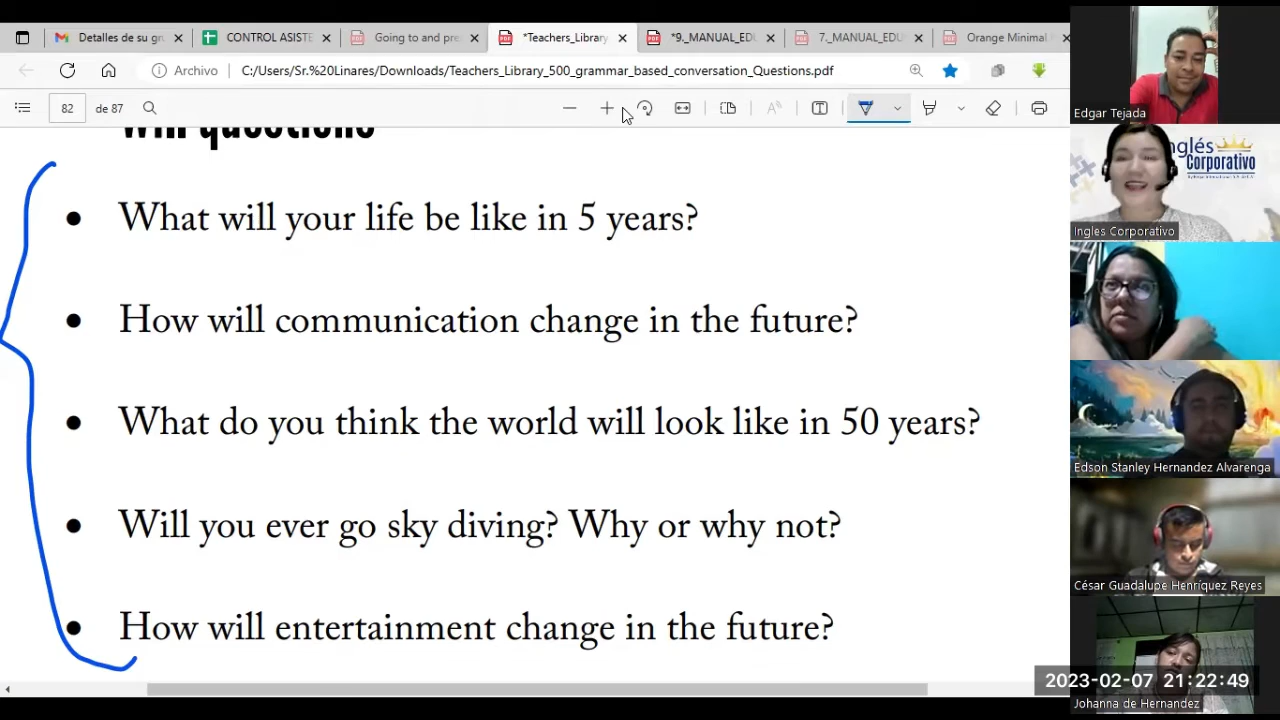 Detalles de su gru
CONTROL ASISTE
Going to and pre
*Teachers_Library
*9._MANUAL_EDU
7._MANUAL_EDU
Orange Minimal
Archivo
C:/Users/Sr.%20Linares/Downloads/Teachers_Library_500_grammar_based_conversation_Questions.pdf
82 de 87
Will questions
• What will your life be like in 5 years?
• How will communication change in the future?
• What do you think the world will look like in 50 years?
• Will you ever go sky diving? Why or why not?
• How will entertainment change in the future?
Edgar Tejada
Inglés
Corporativo
Ingles Corporativo
Edson Stanley Hernandez Alvarenga
César Guadalupe Henríquez Reyes
2023-02-07 21:22:49
Johanna de Hernandez